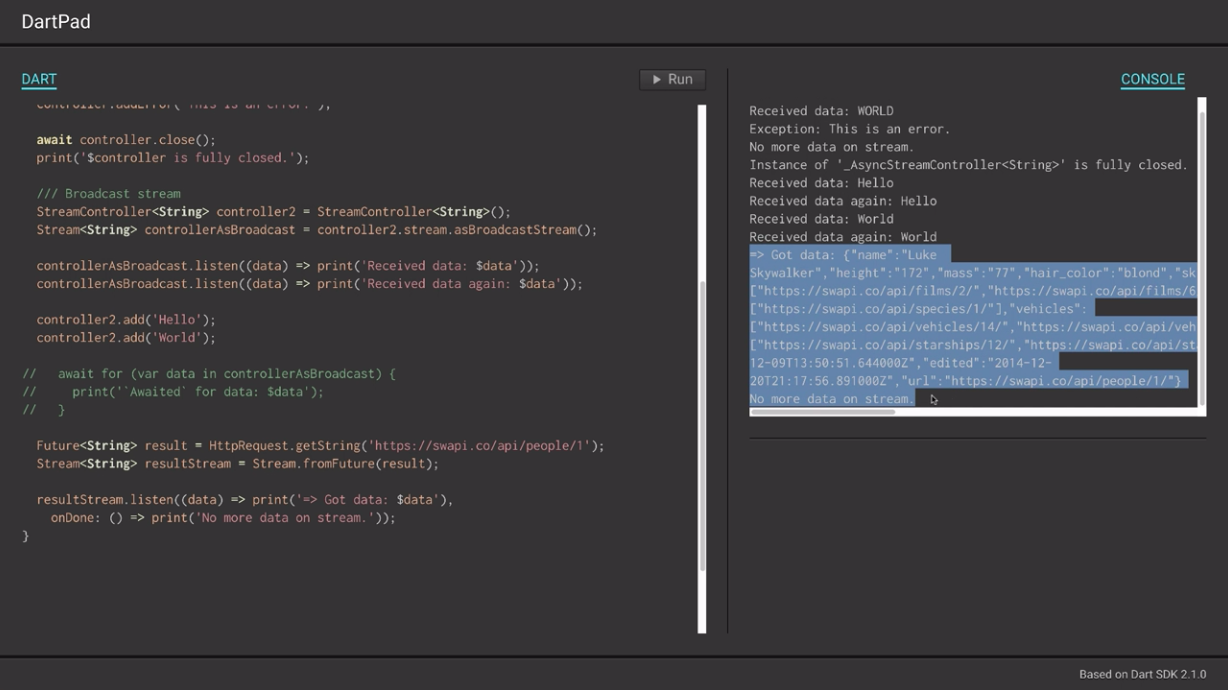 DartPad
DART
Run
CONSOLE
await controller.close();
print('$controller is fully closed.');
/// Broadcast stream
StreamController<String> controller2 = StreamController<String>();
Stream<String> controllerAsBroadcast = controller2.stream.asBroadcastStream();
controllerAsBroadcast.listen((data) => print('Received data: $data'));
controllerAsBroadcast.listen((data) => print('Received data again: $data'));
controller2.add('Hello');
controller2.add('World');
// await for (var data in controllerAsBroadcast) {
// print('`Awaited` for data: $data');
// }
Future<String> result = HttpRequest.getString('https://swapi.co/api/people/1');
Stream<String> resultStream = Stream.fromFuture(result);
resultStream.listen((data) => print('=> Got data: $data'),
onDone: () => print('No more data on stream.'));
}
Received data: WORLD
Exception: This is an error.
No more data on stream.
Instance of '_AsyncStreamController<String>' is fully closed.
Received data: Hello
Received data again: Hello
Received data: World
Received data again: World
=> Got data: {"name":"Luke
Skywalker","height":"172","mass":"77","hair_color":"blond","sk
["https://swapi.co/api/films/2/","https://swapi.co/api/films/6
["https://swapi.co/api/species/1/"],"vehicles":
["https://swapi.co/api/vehicles/14/","https://swapi.co/api/veh
["https://swapi.co/api/starships/12/","https://swapi.co/api/st
12-09T13:50:51.644000Z","edited":"2014-12-
20T21:17:56.891000Z","url":"https://swapi.co/api/people/1/"}
No more data on stream.
Based on Dart SDK 2.1.0